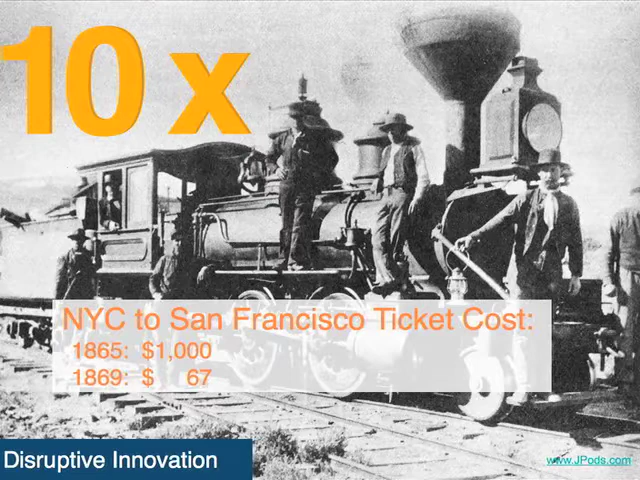 10 x
NYC to San Francisco Ticket Cost:
1865: $1,000
1869: $ 67
Disruptive Innovation
www.JPods.com